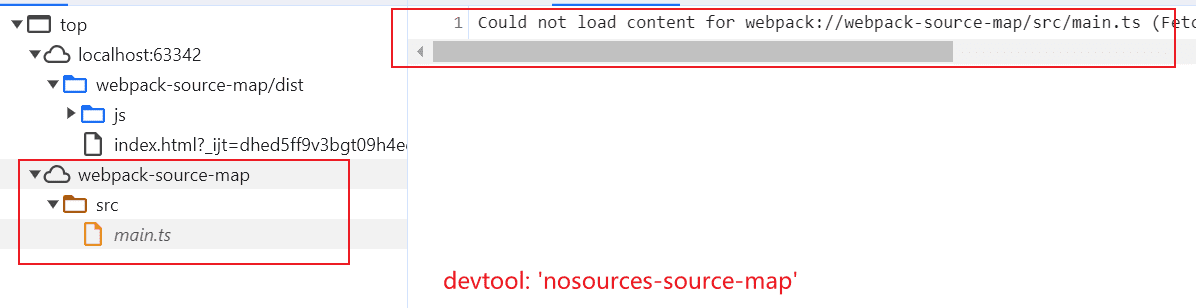 top
localhost:63342
webpack-source-map/dist
js
index.html?_ijt=dhed5ff9v3bgt09h4e
webpack-source-map
src
main.ts
1 Could not load content for webpack://webpack-source-map/src/main.ts (Fetc
devtool: 'nosources-source-map'